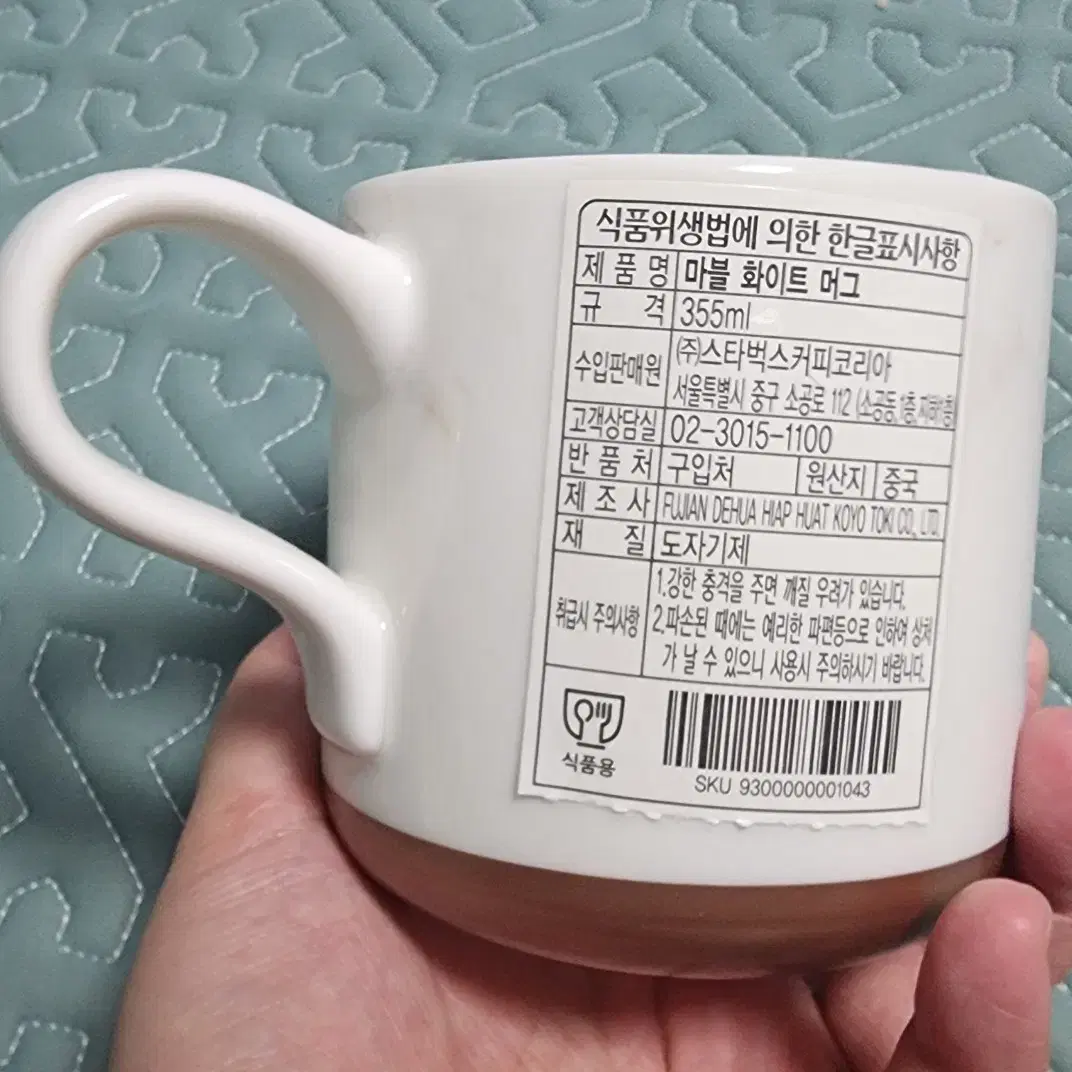 식품위생법에 의한 한글표시사항
제 품 명 마블 화이트 머그
규 격 355ml
수입판매원 (주)스타벅스커피코리아
서울특별시 중구 소공로 112 (소공동, 1층, 지하1층)
고객상담실 02-3015-1100
반 품 처 구입처 원산지 중국
제 조 사 FUJIAN DEHUA HIAP HUAT KOYO TOKI CO., LTD.
재 질 도자기제
취급시 주의사항 1.강한 충격을 주면 깨질 우려가 있습니다.
2.파손된 때에는 예리한 파편등으로 인하여 상처
가 날 수 있으니 사용시 주의하시기 바랍니다.
식품용
SKU 9300000001043